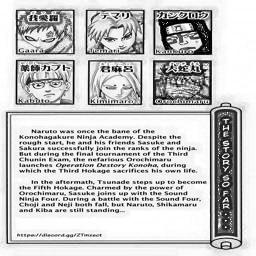 我愛羅
テマリ
カンクロウ
Gaara
Temari
Kankuro
薬師カブト
君麻呂
大蛇丸
Kabuto
Kimimaro
Orochimaru
THE STORY SO FAR....
Naruto was once the bane of the
Konohagakure Ninja Academy. Despite the
rough start, he and his friends Sasuke and
Sakura successfully join the ranks of the ninja.
But during the final tournament of the Third
Chunin Exam, the nefarious Orochimaru
launches Operation Destory Konoha, during
which the Third Hokage sacrifices his own life.
In the aftermath, Tsunade steps up to become
the Fifth Hokage. Charmed by the power of
Orochimaru, Sasuke joins up with the Sound
Ninja Four. During a battle with the Sound Four,
Choji and Neji both fall, but Naruto, Shikamaru
and Kiba are still standing...